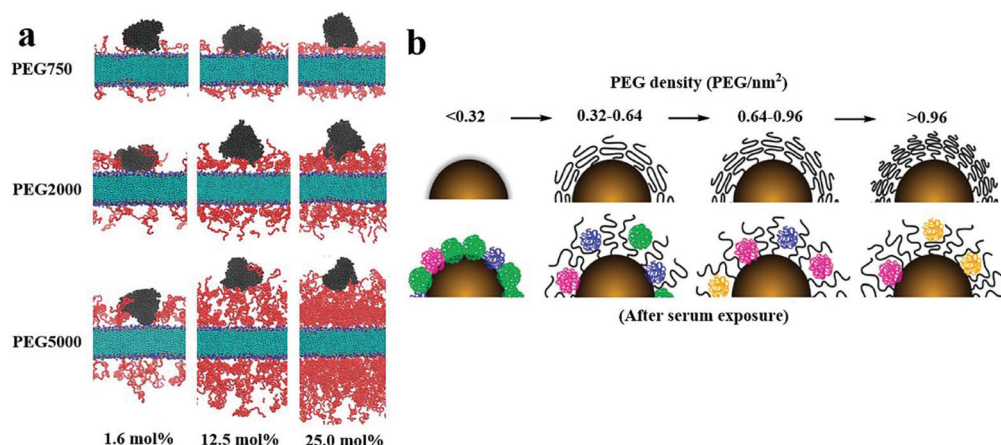 a
PEG750
PEG2000
PEG5000
1.6 mol% 12.5 mol% 25.0 mol%
b
PEG density (PEG/nm²)
<0.32 0.32-0.64 0.64-0.96 >0.96
(After serum exposure)